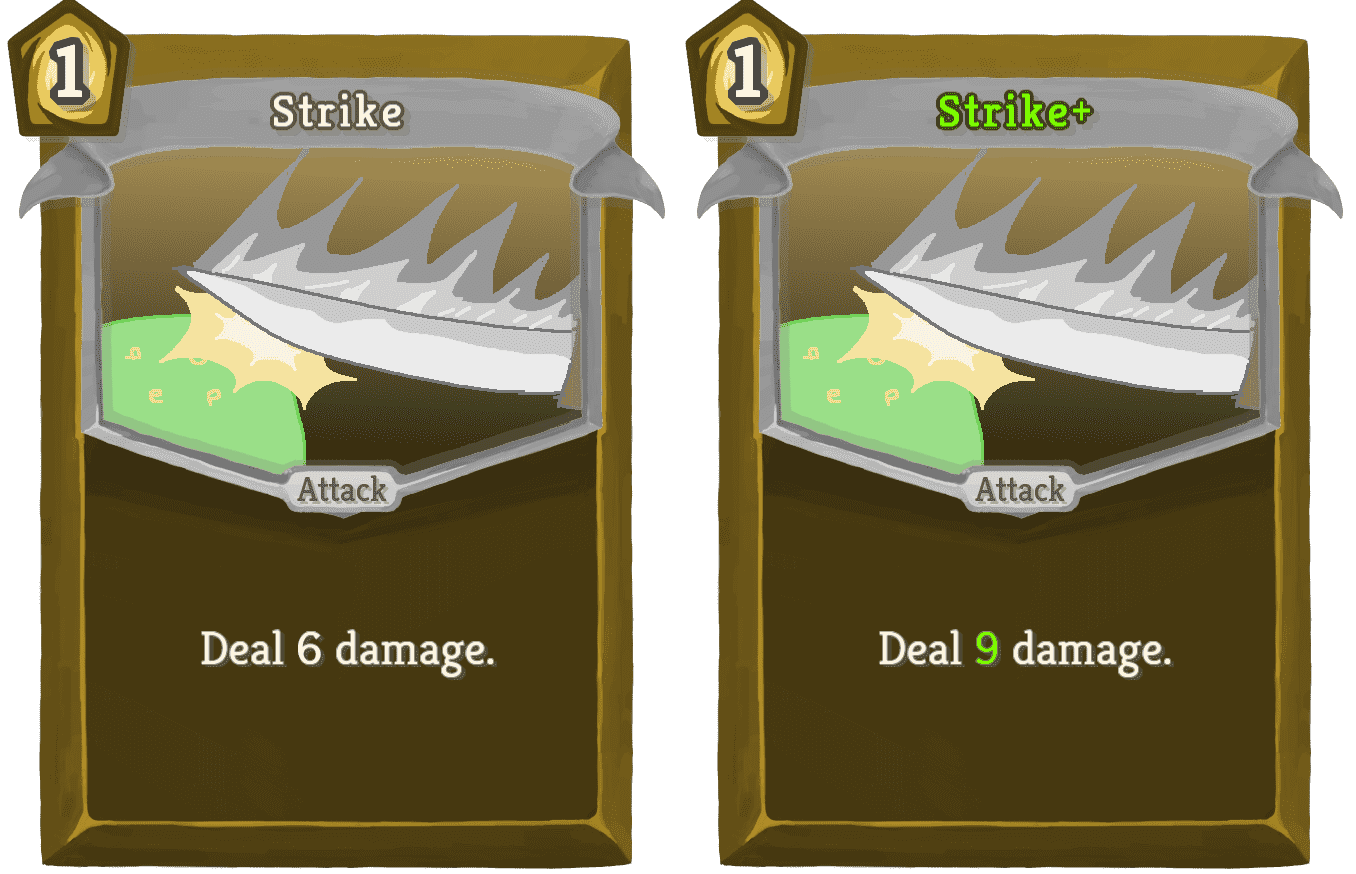 1
Strike
Attack
Deal 6 damage.
1
Strike+
Attack
Deal 9 damage.